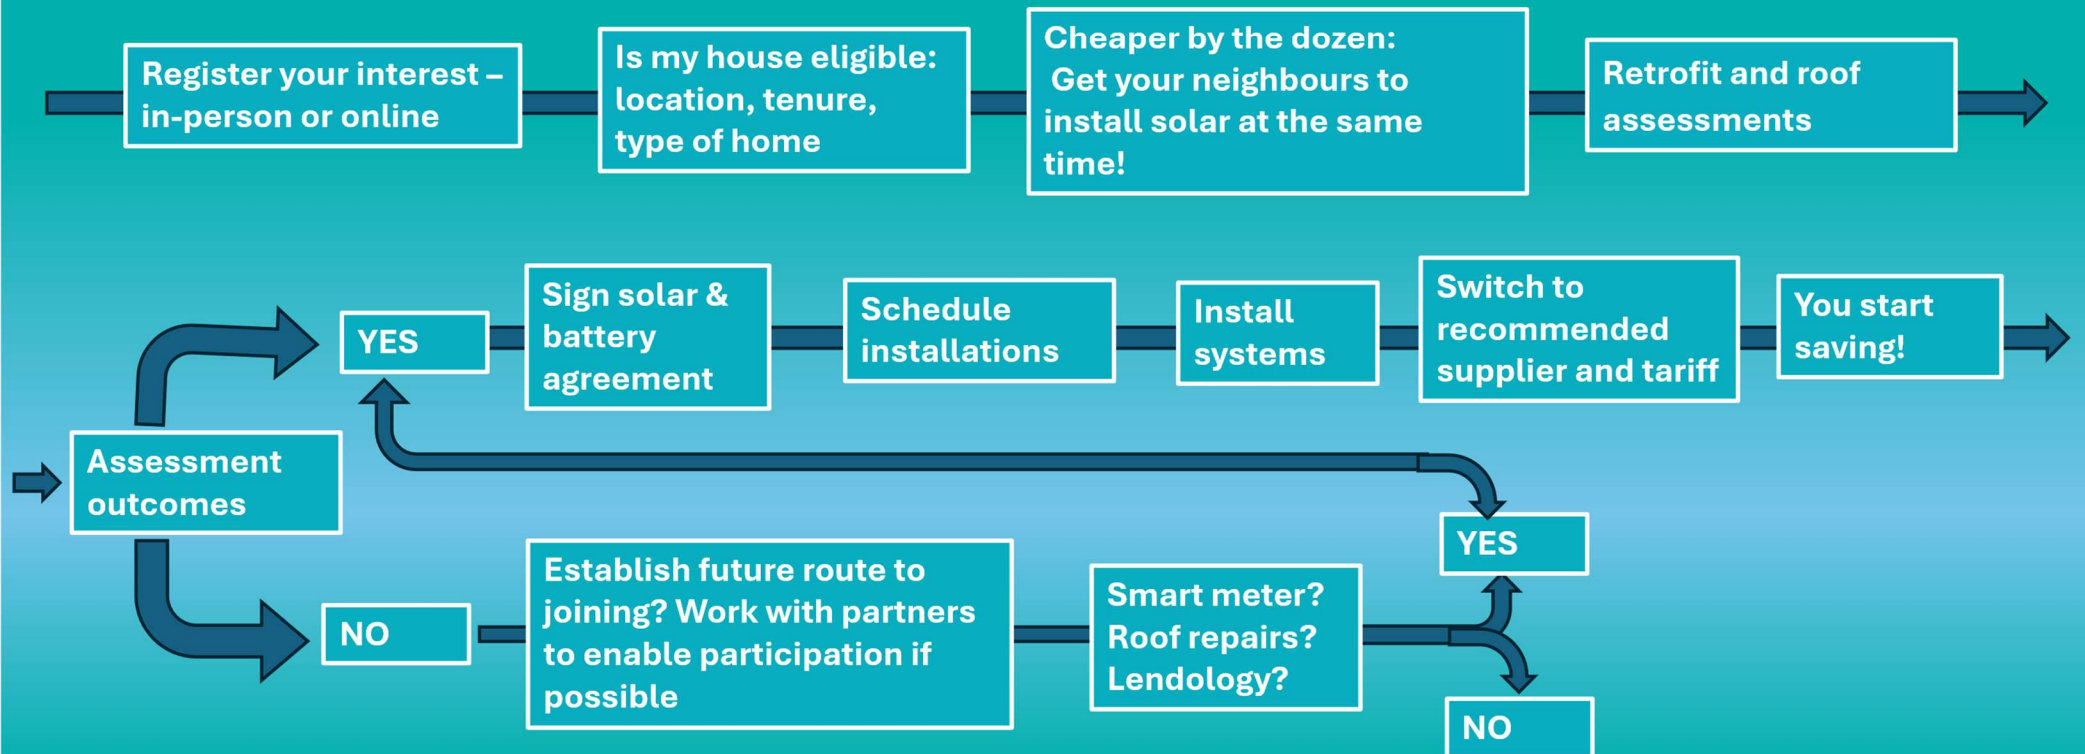 Register your interest –
in-person or online
Is my house eligible:
location, tenure,
type of home
Cheaper by the dozen:
Get your neighbours to
install solar at the same
time!
Retrofit and roof
assessments
Assessment
outcomes
YES
Sign solar &
battery
agreement
Schedule
installations
Install
systems
Switch to
recommended
supplier and tariff
You start
saving!
NO
Establish future route to
joining? Work with partners
to enable participation if
possible
Smart meter?
Roof repairs?
Lendology?
YES
NO